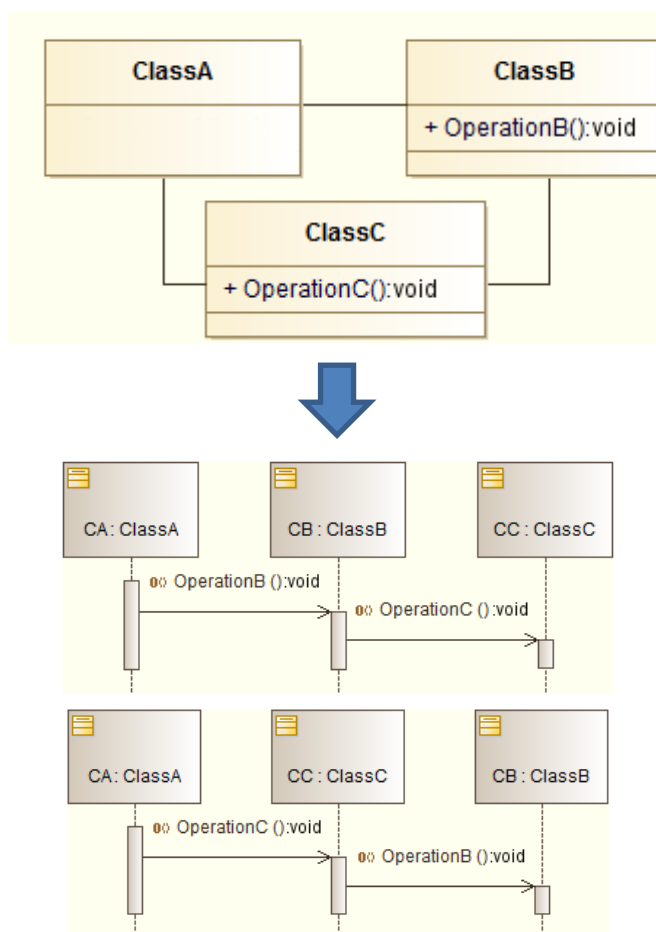 ClassA
ClassB
+ OperationB():void
ClassC
+ OperationC():void
CA: ClassA
CB : ClassB
CC : ClassC
OperationB ():void
OperationC ():void
CA: ClassA
CC : ClassC
CB : ClassB
OperationC ():void
OperationB ():void